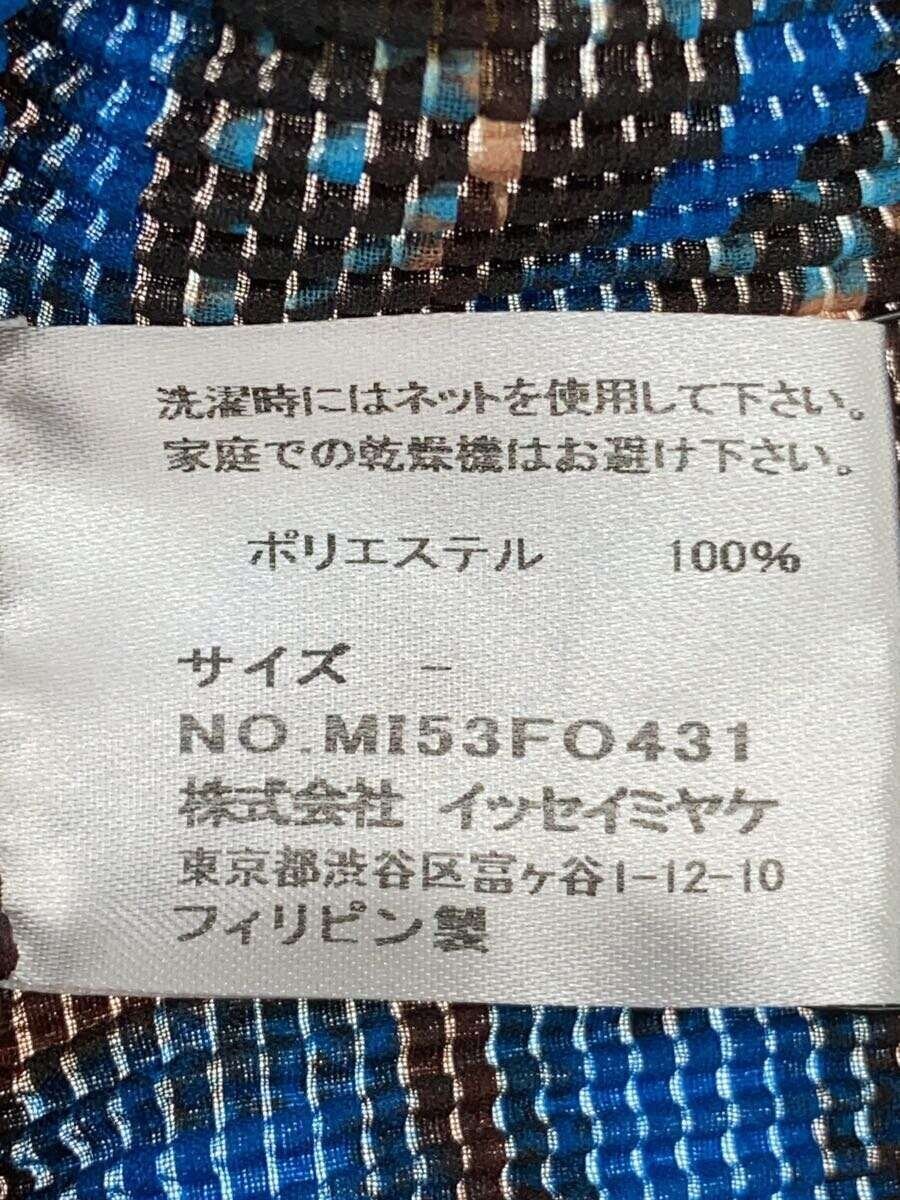 洗濯時にはネットを使用して下さい。
家庭での乾燥機はお避け下さい。
ポリエステル 100%
サイズ -
NO.MI53FO431
株式会社 イッセイミヤケ
東京都渋谷区富ヶ谷1-12-10
フィリピン製